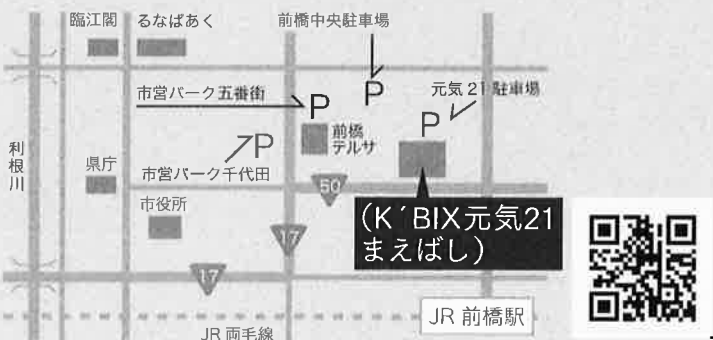 臨江閣
るなぱあく
前橋中央駐車場
市営パーク五番街
P
P
元気21駐車場
P
利根川
前橋
テルサ
P
県庁
市営パーク千代田
50
市役所
(K´BIX元気21
まえばし)
17
17
JR 前橋駅
JR 両毛線